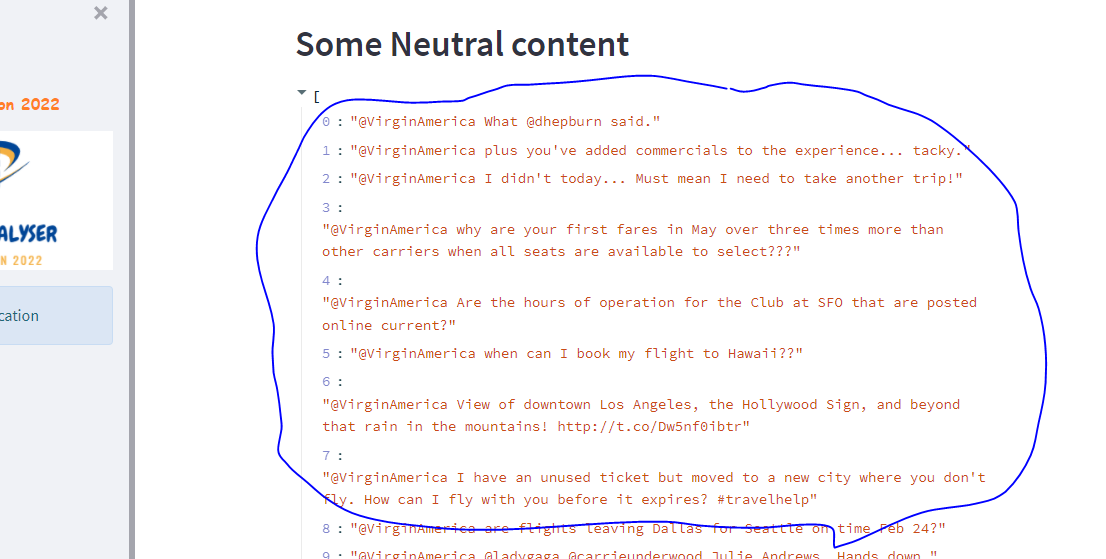 ×
Some Neutral content
on 2022
[
0 : "@VirginAmerica What @dhepburn said."
1 : "@VirginAmerica plus you've added commercials to the experience... tacky."
2 : "@VirginAmerica I didn't today... Must mean I need to take another trip!"
3 :
"@VirginAmerica why are your first fares in May over three times more than
other carriers when all seats are available to select???"
ALYSER
N 2022
4 :
"@VirginAmerica Are the hours of operation for the Club at SFO that are posted
online current?"
cation
5 : "@VirginAmerica when can I book my flight to Hawaii??"
6 :
"@VirginAmerica View of downtown Los Angeles, the Hollywood Sign, and beyond
that rain in the mountains! http://t.co/Dw5nf0ibtr"
7 :
"@VirginAmerica I have an unused ticket but moved to a new city where you don't
fly. How can I fly with you before it expires? #travelhelp"
8 : "@VirginAmerica are flights leaving Dallas for Seattle on time Feb 24?"
9 : "@VirginAmerica @ladygaga @carrieunderwood Julie Andrews. Hands down."